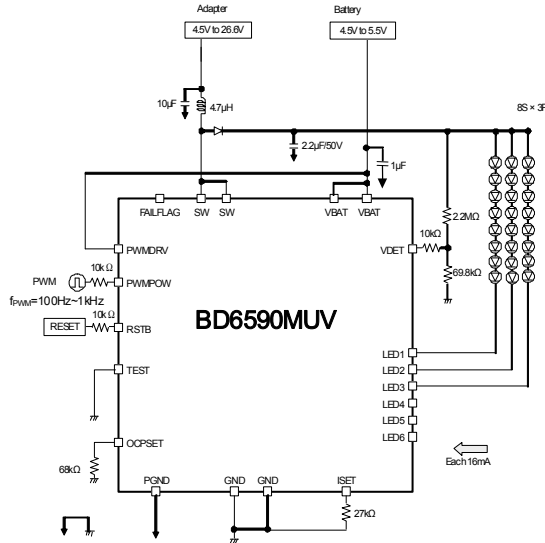 Adapter
Battery
4.5V to 26.6V
4.5V to 5.5V
10µF
4.7µH
8S × 3P
2.2µF/50V
1µF
FAILFLAG
SW
SW
VBAT
VBAT
2.2MΩ
10kΩ
PWMDRV
VDET
10kΩ
PWM
PWMPOW
69.8kΩ
fPWM=100Hz~1kHz
10kΩ
RESET
RSTB
BD6590MUV
LED1
TEST
LED2
LED3
LED4
LED5
OCPSET
LED6
68kΩ
Each 16mA
PGND
GND
GND
ISET
27kΩ